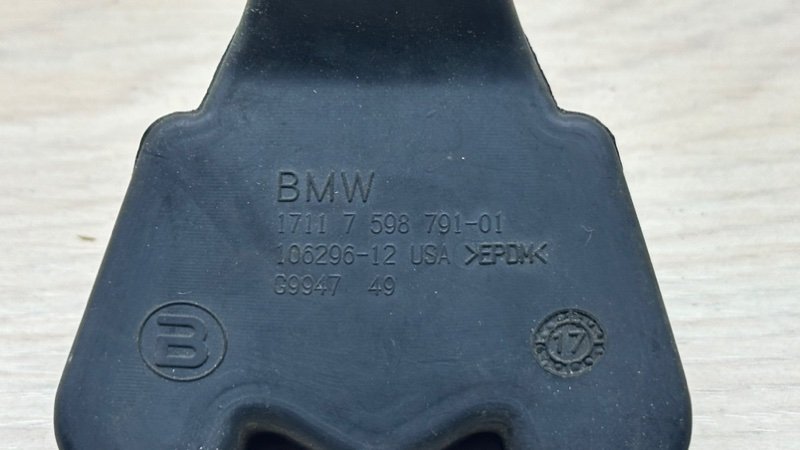 BMW
1711 7 598 791-01
106296-12 USA >EPDM<
G9947 49
B
17